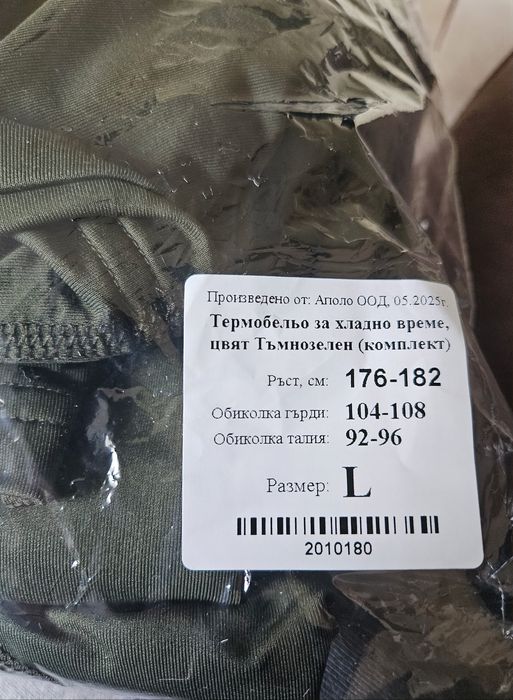 Произведено от: Аполо ООД, 05.2025г.
Термобельо за хладно време,
цвят Тъмнозелен (комплект)
Ръст, см: 176-182
Обиколка гърди: 104-108
Обиколка талия: 92-96
Размер: L
2010180